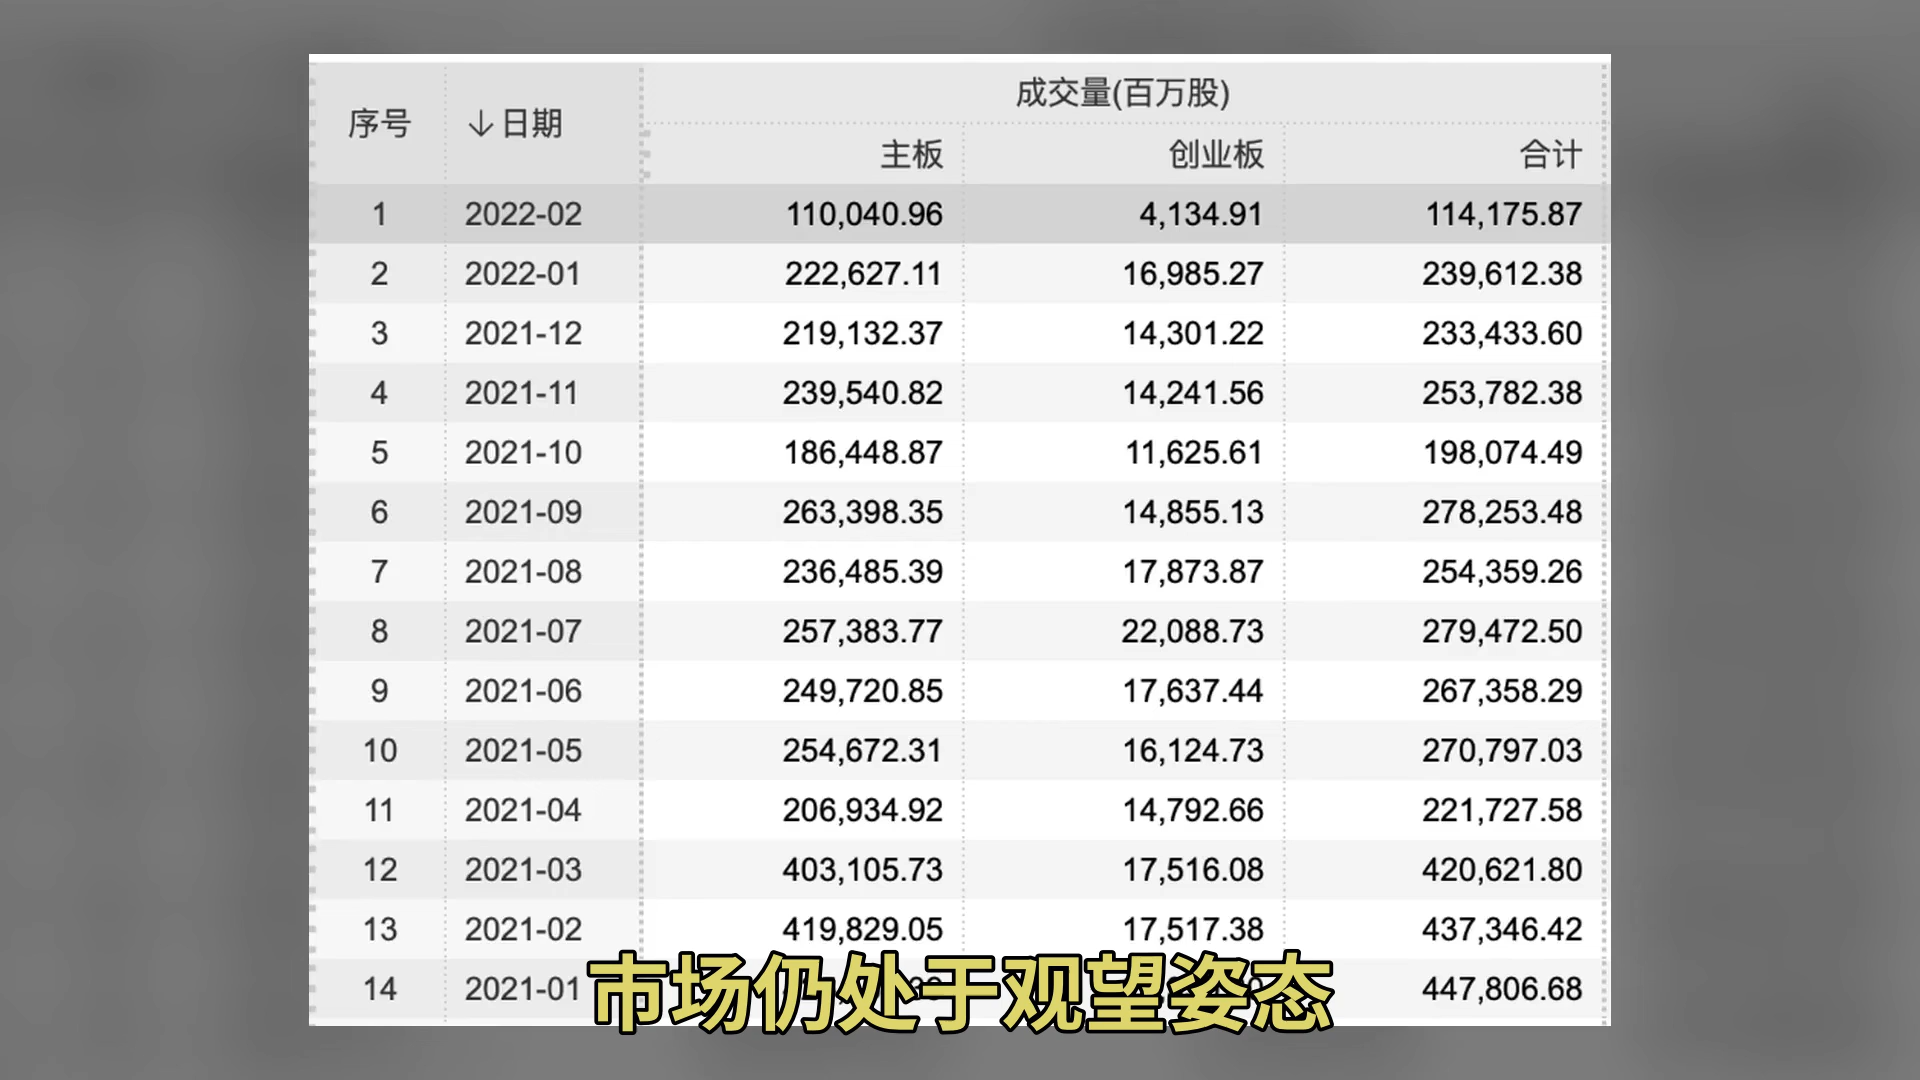 成交量(百万股)
序号 ↓日期 主板 创业板 合计
1 2022-02 110,040.96 4,134.91 114,175.87
2 2022-01 222,627.11 16,985.27 239,612.38
3 2021-12 219,132.37 14,301.22 233,433.60
4 2021-11 239,540.82 14,241.56 253,782.38
5 2021-10 186,448.87 11,625.61 198,074.49
6 2021-09 263,398.35 14,855.13 278,253.48
7 2021-08 236,485.39 17,873.87 254,359.26
8 2021-07 257,383.77 22,088.73 279,472.50
9 2021-06 249,720.85 17,637.44 267,358.29
10 2021-05 254,672.31 16,124.73 270,797.03
11 2021-04 206,934.92 14,792.66 221,727.58
12 2021-03 403,105.73 17,516.08 420,621.80
13 2021-02 419,829.05 17,517.38 437,346.42
14 2021-01 447,806.68
市场仍处于观望姿态